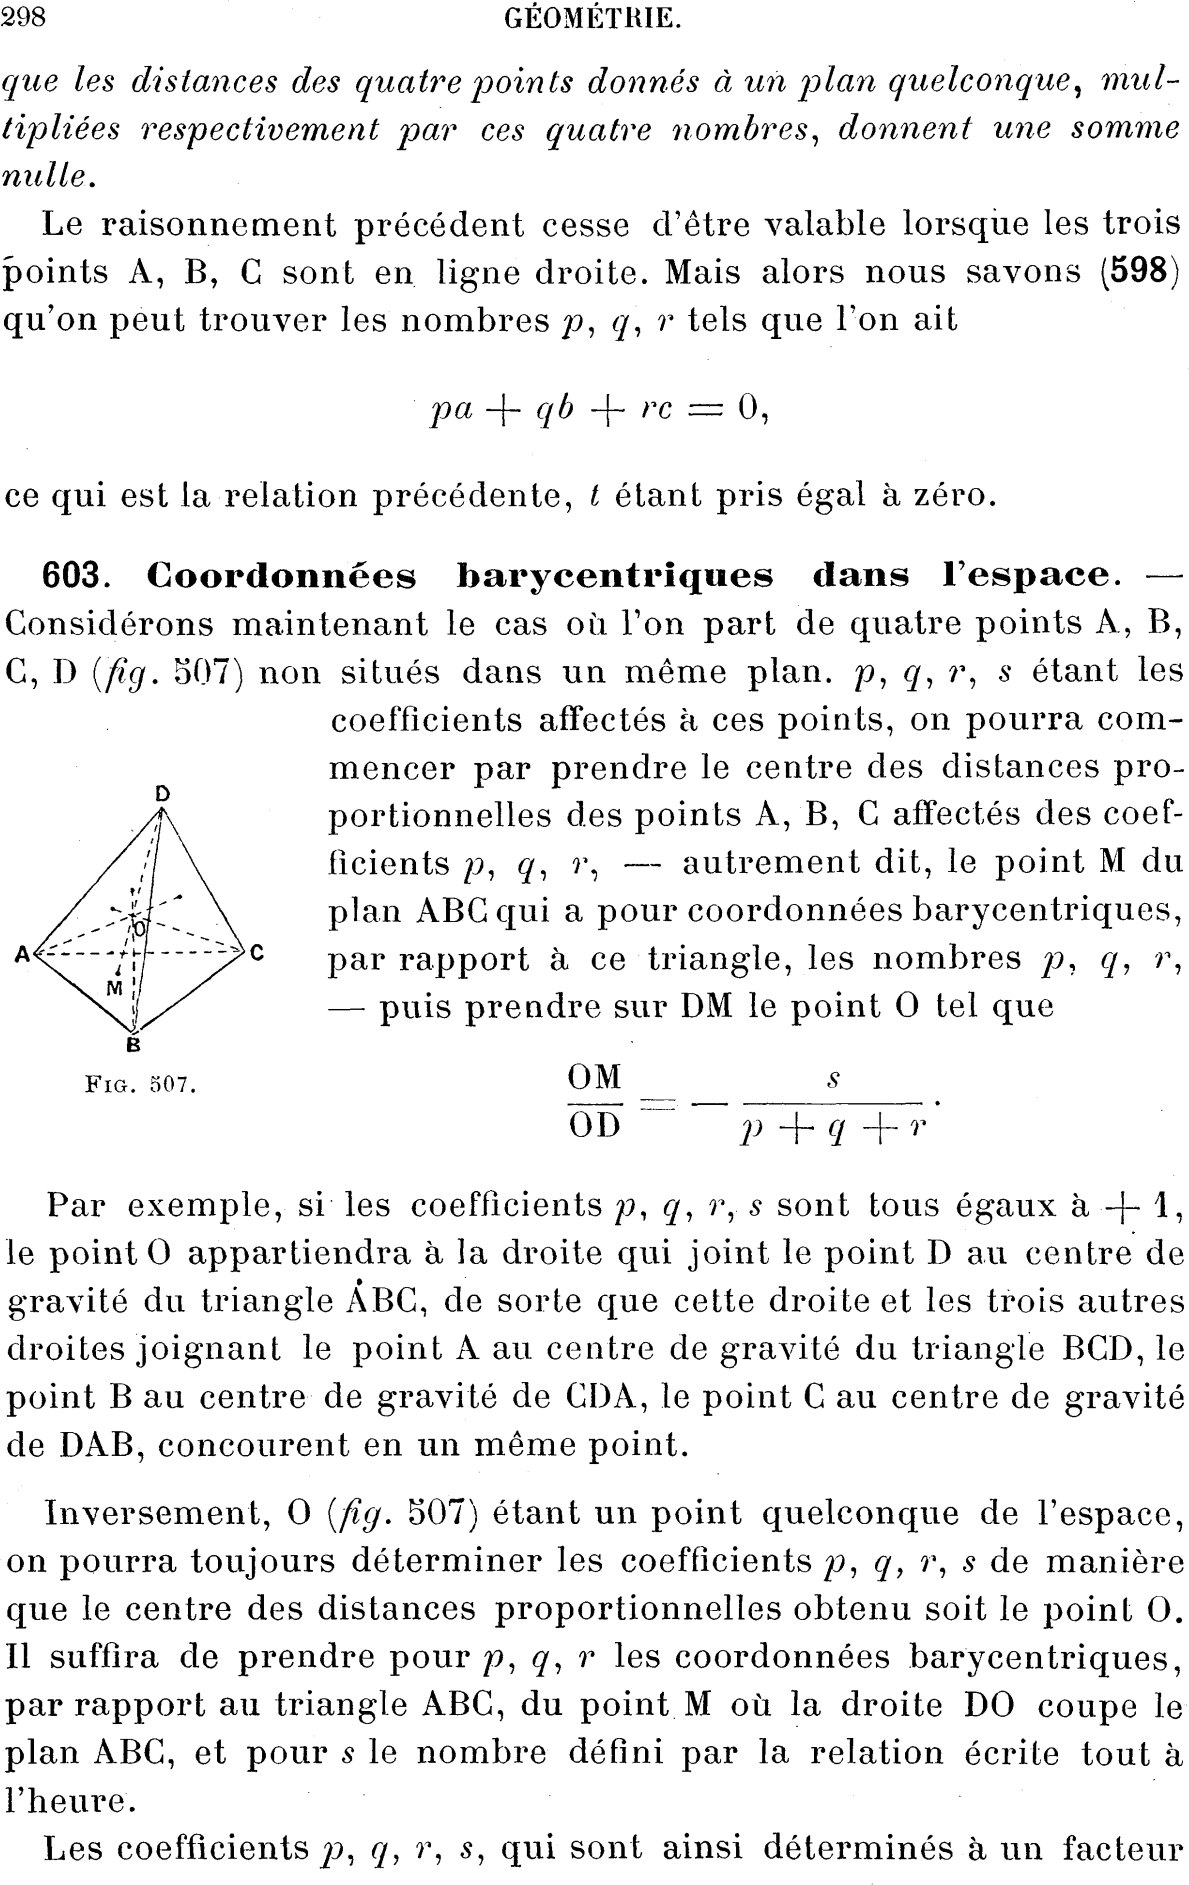 298 GÉOMÉTRIE.
que les distances des quatre points donnés à un plan quelconque, mul-
tipliées respectivement par ces quatre nombres, donnent une somme
nulle.
Le raisonnement précédent cesse d'être valable lorsque les trois
points A, B, C sont en ligne droite. Mais alors nous savons (598)
qu'on peut trouver les nombres p, q, r tels que l'on ait
pa + qb + rc = 0,
ce qui est la relation précédente, t étant pris égal à zéro.
603. Coordonnées barycentriques dans l'espace. —
Considérons maintenant le cas où l'on part de quatre points A, B,
C, D (fig. 507) non situés dans un même plan. p, q, r, s étant les
coefficients affectés à ces points, on pourra com-
mencer par prendre le centre des distances pro-
portionnelles des points A, B, C affectés des coef-
ficients p, q, r, — autrement dit, le point M du
plan ABC qui a pour coordonnées barycentriques,
par rapport à ce triangle, les nombres p, q, r,
— puis prendre sur DM le point O tel que
D
O
A
C
M
B
FIG. 507.
OM/OD = − s/(p + q + r).
Par exemple, si les coefficients p, q, r, s sont tous égaux à + 1,
le point O appartiendra à la droite qui joint le point D au centre de
gravité du triangle ABC, de sorte que cette droite et les trois autres
droites joignant le point A au centre de gravité du triangle BCD, le
point B au centre de gravité de CDA, le point C au centre de gravité
de DAB, concourent en un même point.
Inversement, O (fig. 507) étant un point quelconque de l'espace,
on pourra toujours déterminer les coefficients p, q, r, s de manière
que le centre des distances proportionnelles obtenu soit le point O.
Il suffira de prendre pour p, q, r les coordonnées barycentriques,
par rapport au triangle ABC, du point M où la droite DO coupe le
plan ABC, et pour s le nombre défini par la relation écrite tout à
l'heure.
Les coefficients p, q, r, s, qui sont ainsi déterminés à un facteur